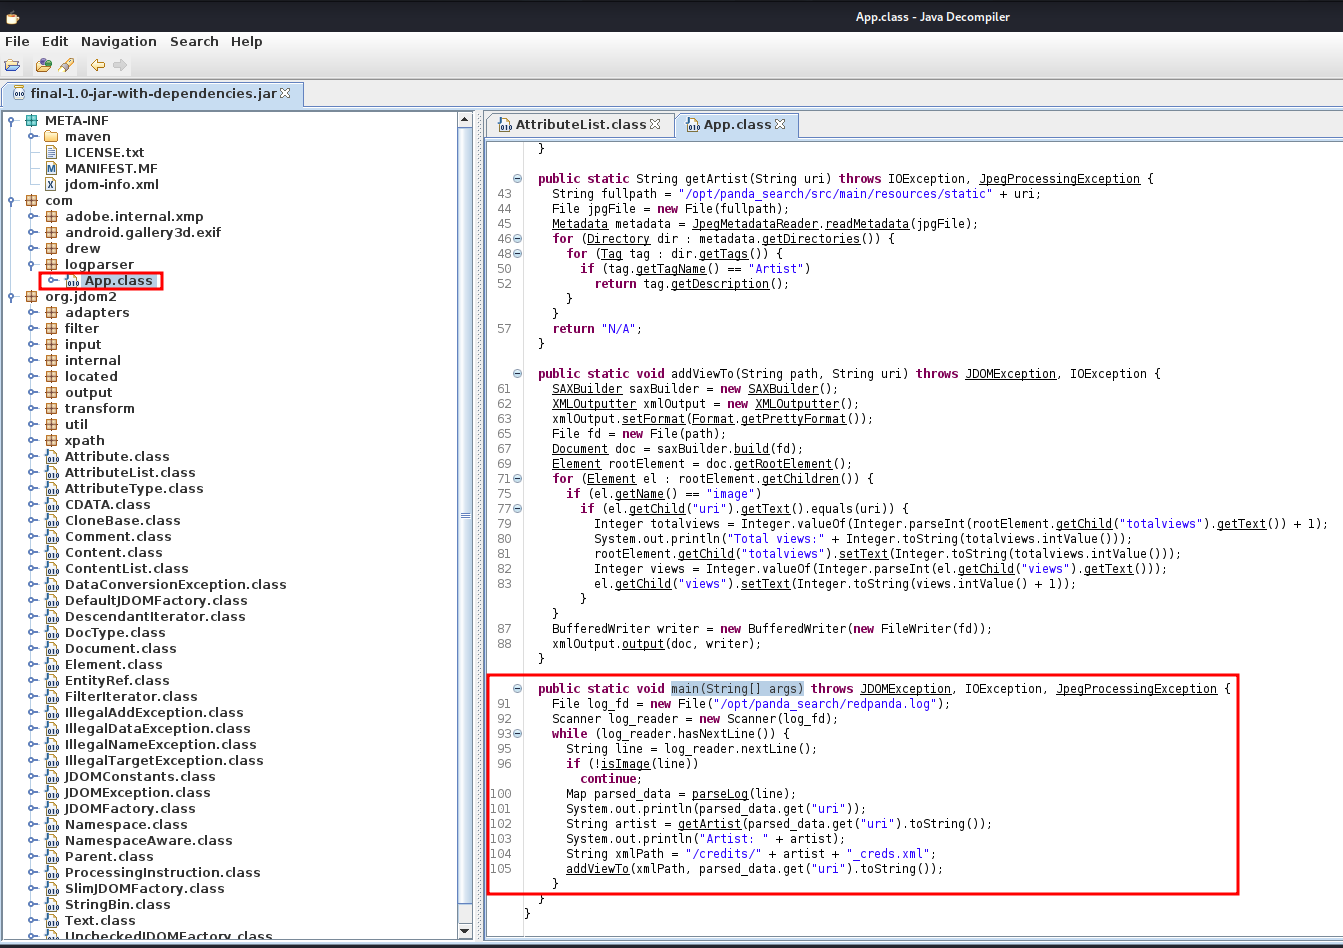 App.class - Java Decompiler
File Edit Navigation Search Help
final-1.0-jar-with-dependencies.jar
META-INF
maven
LICENSE.txt
MANIFEST.MF
jdom-info.xml
com
adobe.internal.xmp
android.gallery3d.exif
drew
logparser
App.class
org.jdom2
adapters
filter
input
internal
located
output
transform
util
xpath
Attribute.class
AttributeList.class
AttributeType.class
CDATA.class
CloneBase.class
Comment.class
Content.class
ContentList.class
DataConversionException.class
DefaultJDOMFactory.class
DescendantIterator.class
DocType.class
Document.class
Element.class
EntityRef.class
FilterIterator.class
IllegalAddException.class
IllegalDataException.class
IllegalNameException.class
IllegalTargetException.class
JDOMConstants.class
JDOMException.class
JDOMFactory.class
Namespace.class
NamespaceAware.class
Parent.class
ProcessingInstruction.class
SlimJDOMFactory.class
StringBin.class
Text.class
UncheckedJDOMFactory.class
AttributeList.class App.class
}
public static String getArtist(String uri) throws IOException, JpegProcessingException {
43 String fullpath = "/opt/panda_search/src/main/resources/static" + uri;
44 File jpgFile = new File(fullpath);
45 Metadata metadata = JpegMetadataReader.readMetadata(jpgFile);
46 for (Directory dir : metadata.getDirectories()) {
48 for (Tag tag : dir.getTags()) {
50 if (tag.getTagName() == "Artist")
52 return tag.getDescription();
}
}
57 return "N/A";
}
public static void addViewTo(String path, String uri) throws JDOMException, IOException {
61 SAXBuilder saxBuilder = new SAXBuilder();
62 XMLOutputter xmlOutput = new XMLOutputter();
63 xmlOutput.setFormat(Format.getPrettyFormat());
65 File fd = new File(path);
67 Document doc = saxBuilder.build(fd);
69 Element rootElement = doc.getRootElement();
71 for (Element el : rootElement.getChildren()) {
75 if (el.getName() == "image")
77 if (el.getChild("uri").getText().equals(uri)) {
79 Integer totalviews = Integer.valueOf(Integer.parseInt(rootElement.getChild("totalviews").getText()) + 1);
80 System.out.println("Total views:" + Integer.toString(totalviews.intValue()));
81 rootElement.getChild("totalviews").setText(Integer.toString(totalviews.intValue()));
82 Integer views = Integer.valueOf(Integer.parseInt(el.getChild("views").getText()));
83 el.getChild("views").setText(Integer.toString(views.intValue() + 1));
}
}
87 BufferedWriter writer = new BufferedWriter(new FileWriter(fd));
88 xmlOutput.output(doc, writer);
}
public static void main(String[] args) throws JDOMException, IOException, JpegProcessingException {
91 File log_fd = new File("/opt/panda_search/redpanda.log");
92 Scanner log_reader = new Scanner(log_fd);
93 while (log_reader.hasNextLine()) {
95 String line = log_reader.nextLine();
96 if (!isImage(line))
continue;
100 Map parsed_data = parseLog(line);
101 System.out.println(parsed_data.get("uri"));
102 String artist = getArtist(parsed_data.get("uri").toString());
103 System.out.println("Artist: " + artist);
104 String xmlPath = "/credits/" + artist + "_creds.xml";
105 addViewTo(xmlPath, parsed_data.get("uri").toString());
}
}
}